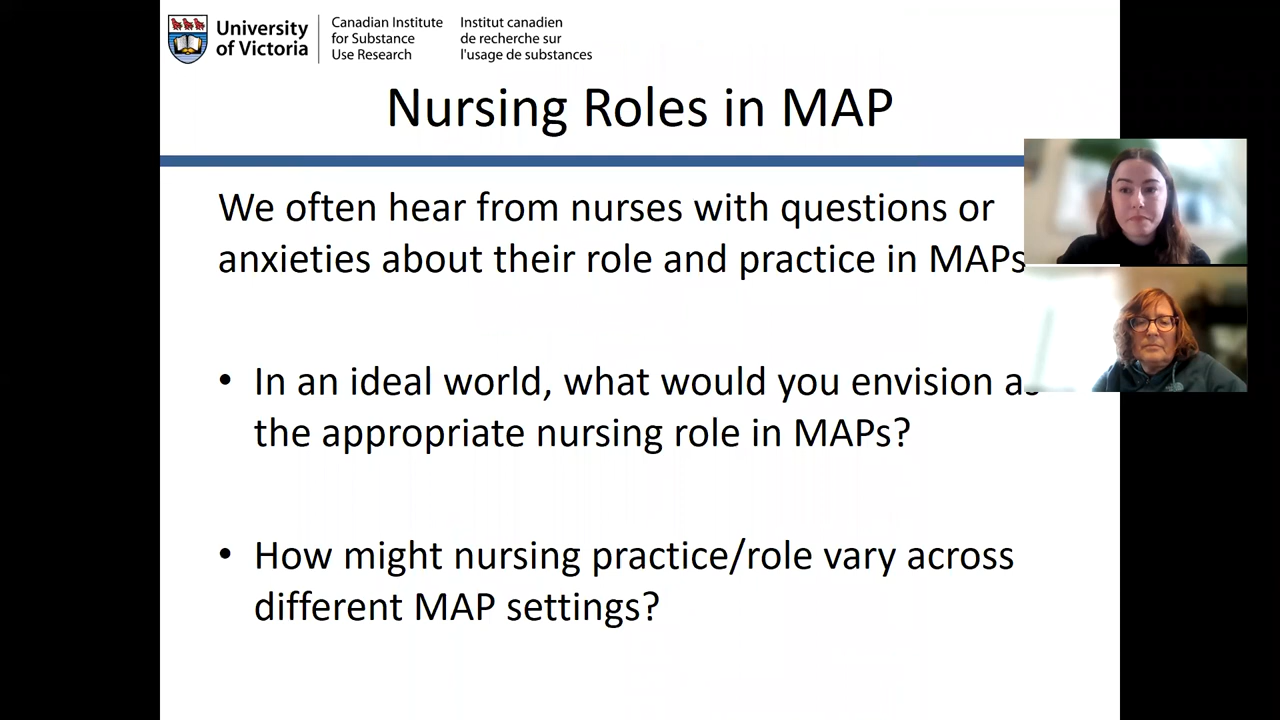 University
of Victoria
Canadian Institute
for Substance
Use Research
Institut canadien
de recherche sur
l'usage de substances
Nursing Roles in MAP
We often hear from nurses with questions or
anxieties about their role and practice in MAPs
• In an ideal world, what would you envision as
the appropriate nursing role in MAPs?
• How might nursing practice/role vary across
different MAP settings?